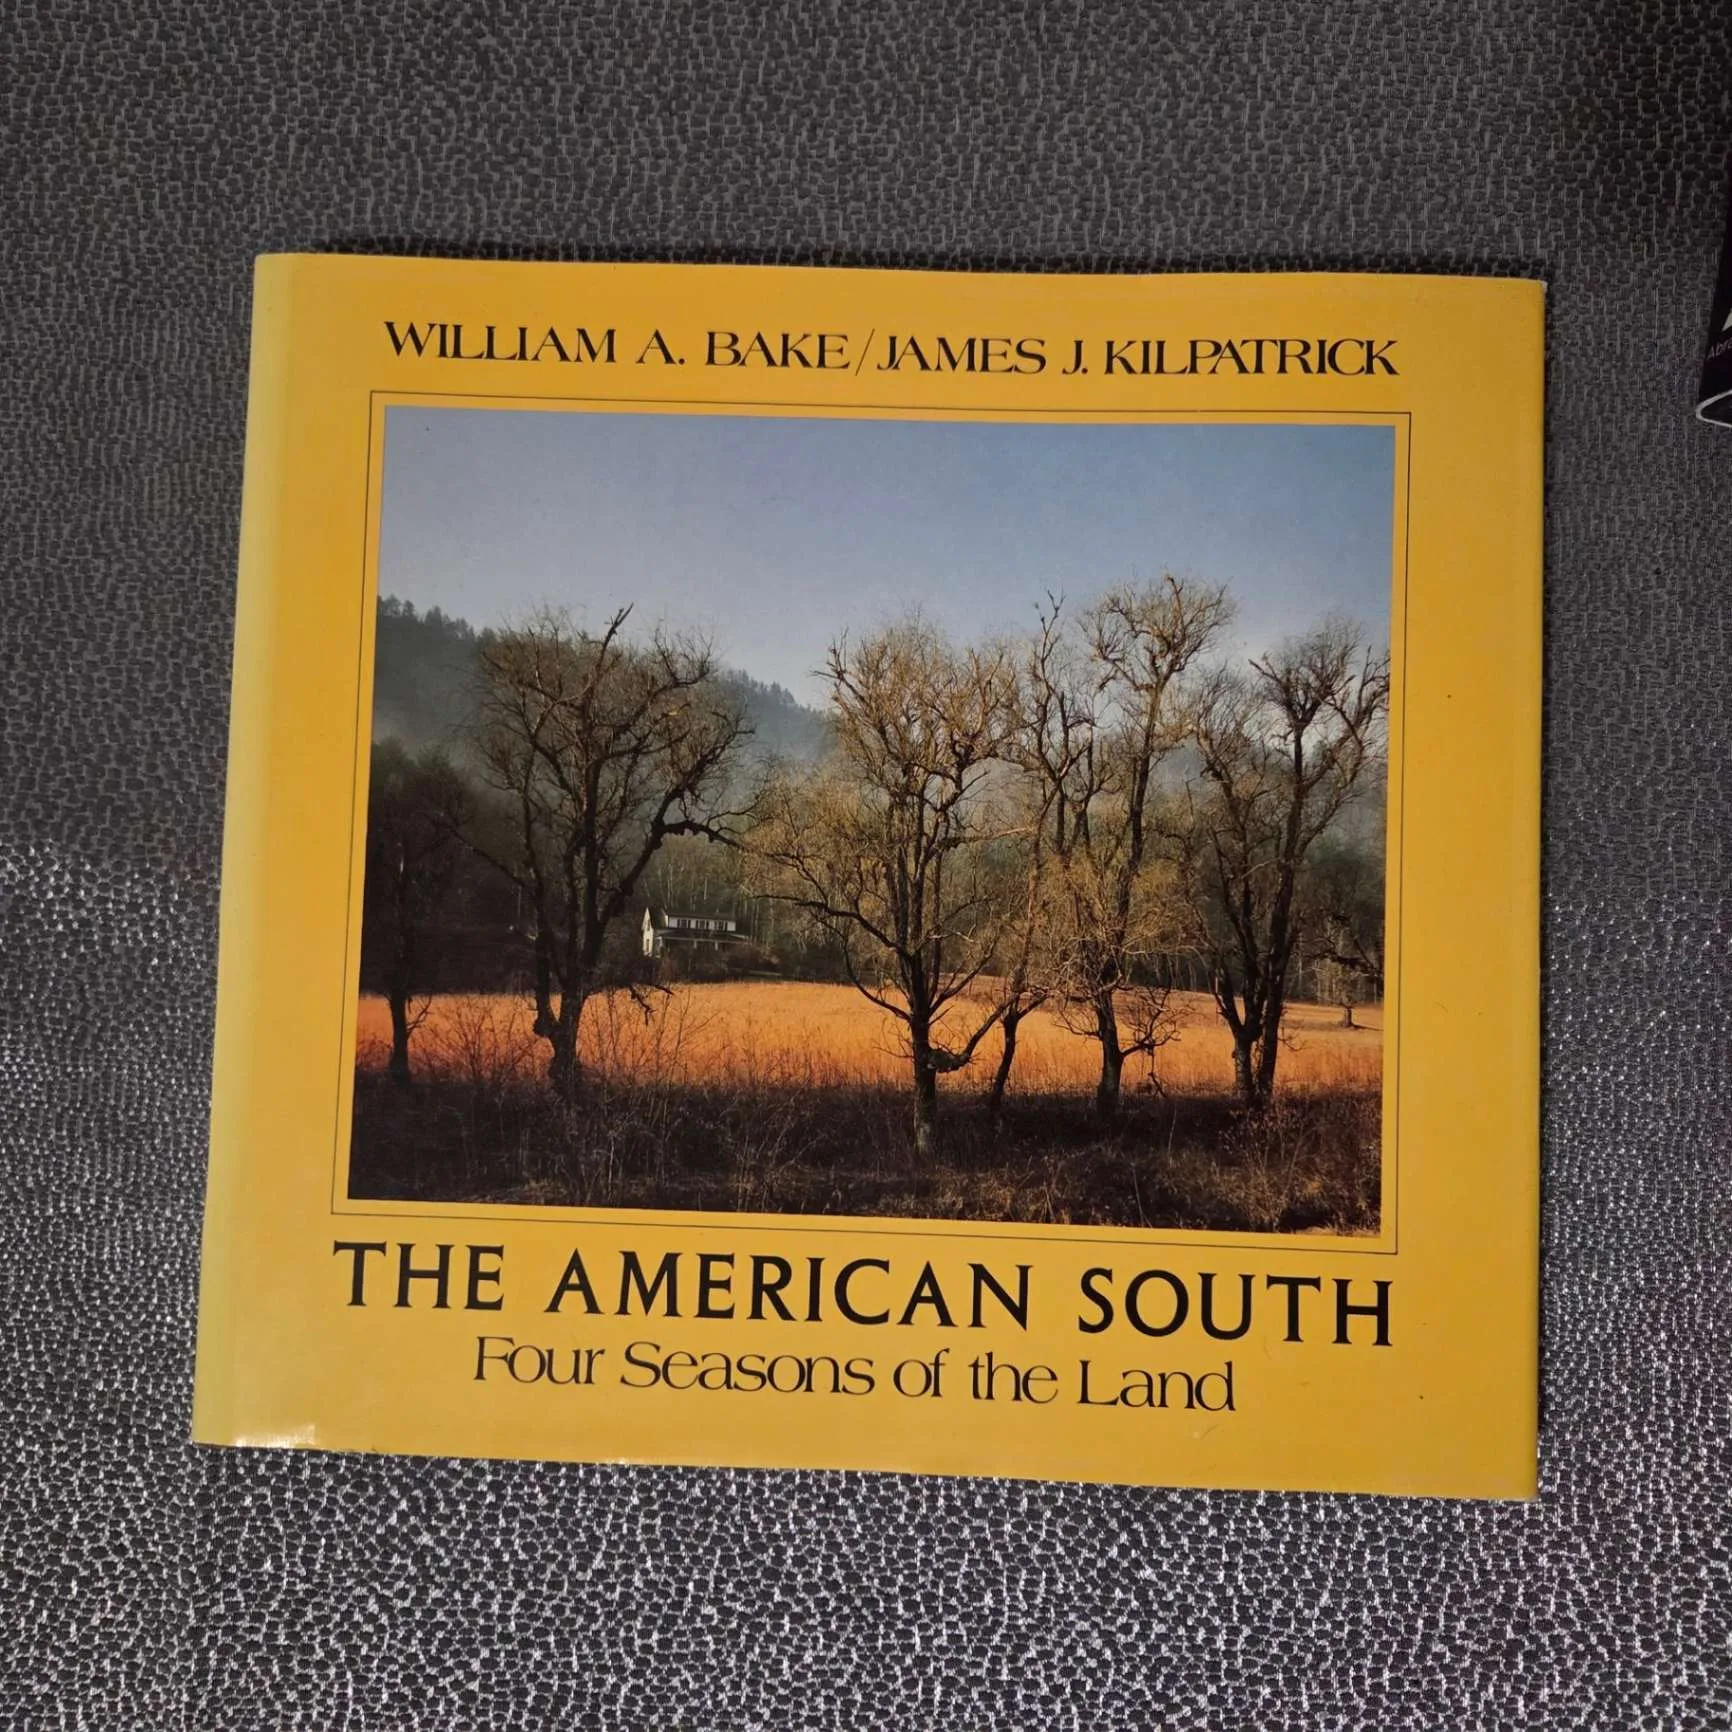 WILLIAM A. BAKE/JAMES J. KILPATRICK
THE AMERICAN SOUTH
Four Seasons of the Land